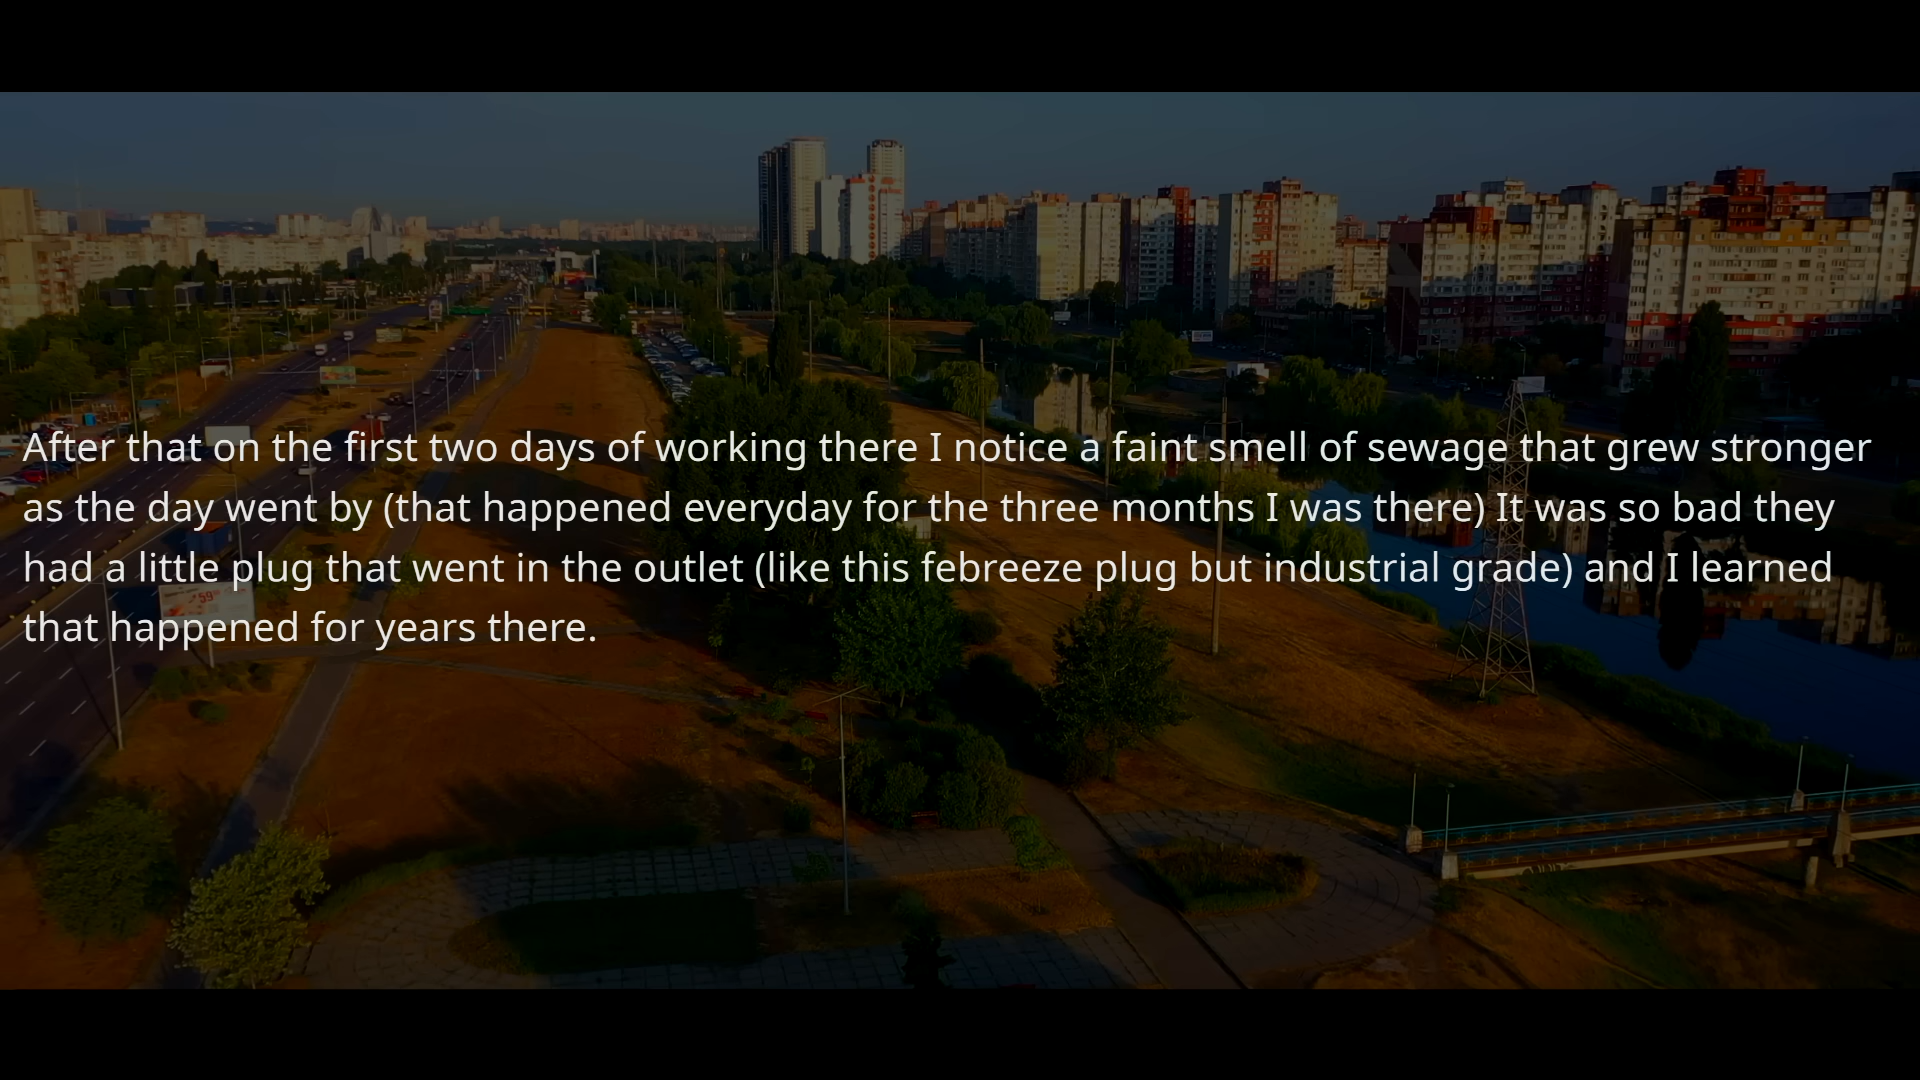 After that on the first two days of working there I notice a faint smell of sewage that grew stronger
as the day went by (that happened everyday for the three months I was there) It was so bad they
had a little plug that went in the outlet (like this febreeze plug but industrial grade) and I learned
that happened for years there.